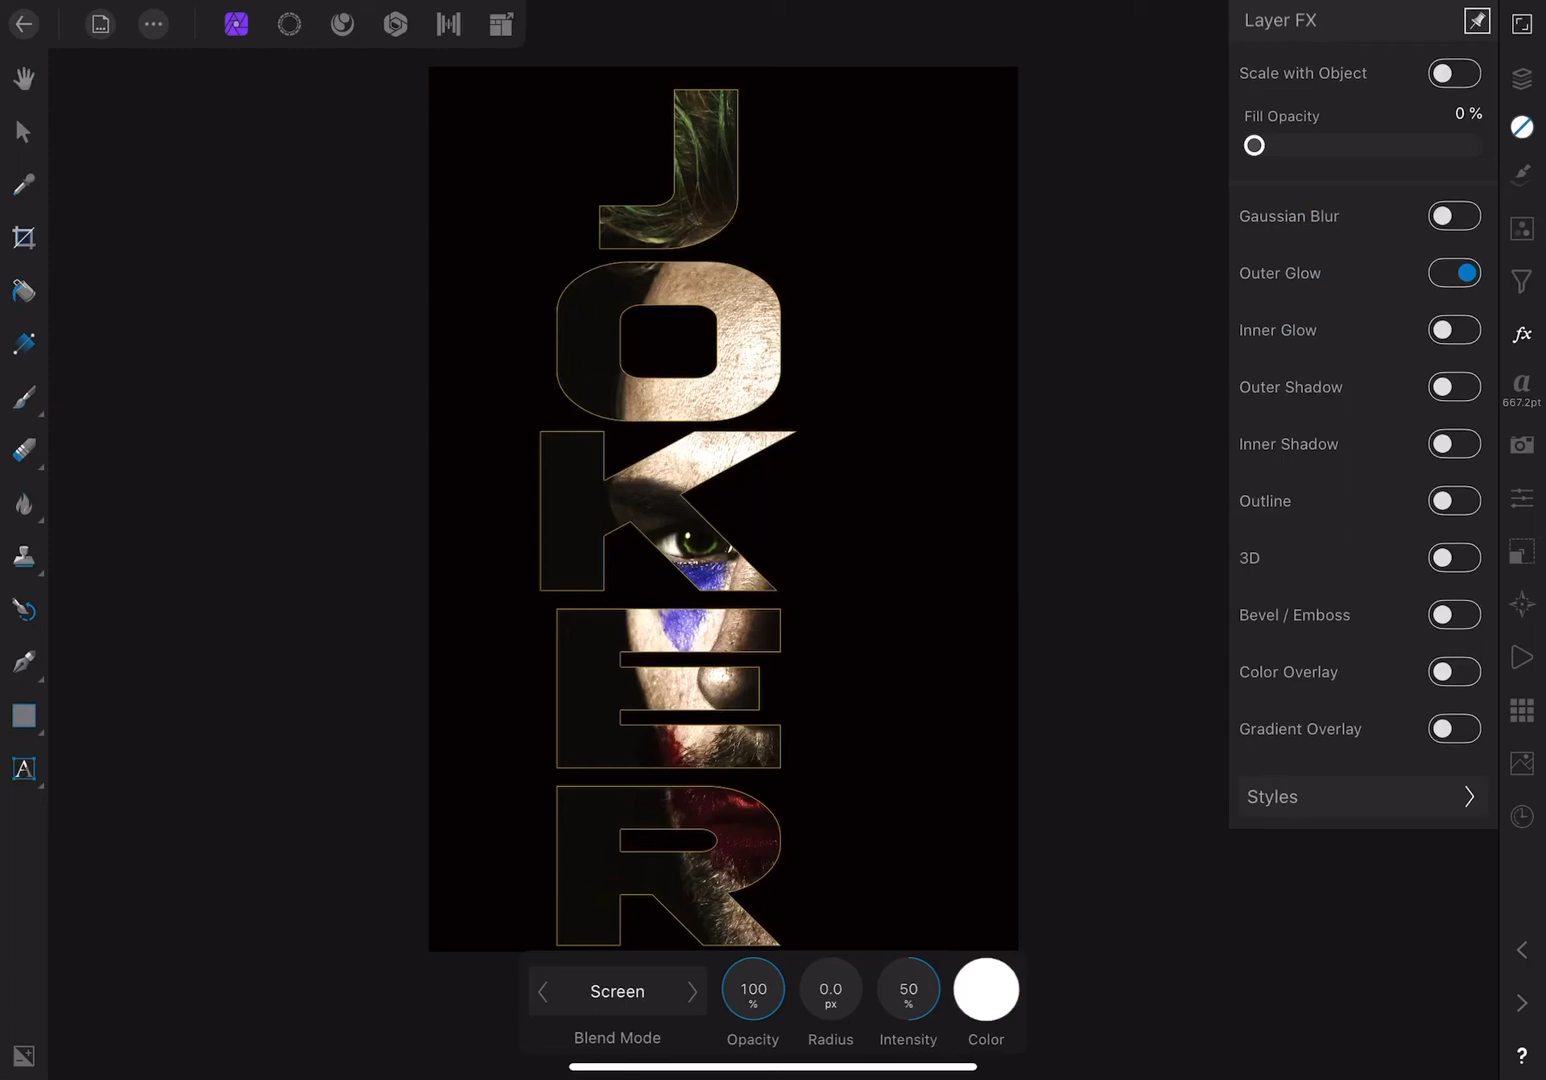 Layer FX
Scale with Object
Fill Opacity
0 %
Gaussian Blur
Outer Glow
Inner Glow
fx
Outer Shadow
a
667.2pt
Inner Shadow
Outline
3D
Bevel / Emboss
Color Overlay
Gradient Overlay
Styles
A
J
O
K
E
R
Screen
Blend Mode
100
%
Opacity
0.0
px
Radius
50
%
Intensity
Color
?